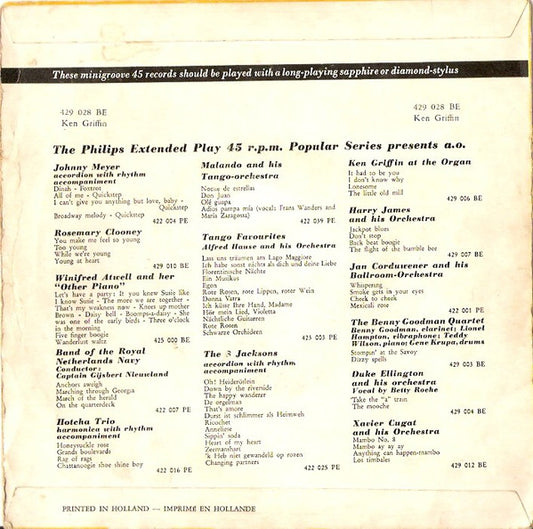 These minigroove 45 records should be played with a long-playing sapphire or diamond-stylus
429 028 BE
Ken Griffin
429 028 BE
Ken Griffin
The Philips Extended Play 45 r.p.m. Popular Series presents a.o.
Johnny Meyer
accordion with rhythm
accompaniment
Dinah - Foxtrot
All of me - Quickstep
I can't give you anything but love, baby -
Quickstep
Broadway melody - Quickstep
422 004 PE
Rosemary Clooney
You make me feel so young
Too young
While we're young
Young at heart
429 010 BE
Winifred Atwell and her
"Other Piano"
Let's have a party: If you knew Susie like
I know Susie - The more we are together -
That's my weakness now - Knees up mother
Brown - Daisy bell - Boomps-a-daisy - She
was one of the early birds - Three o'clock
in the morning
Five finger boogie
Wanderlust waltz
425 000 BE
Band of the Royal
Netherlands Navy
Conductor:
Captain Gijsbert Nieuwland
Anchors aweigh
Marching through Georgia
March of the herald
On the quarterdeck
422 007 PE
Hotcha Trio
harmonica with rhythm
accompaniment
Honeysuckle rose
Grands boulevards
Rag of rags
Chattanoogie shoe shine boy
422 016 PE
Malando and his
Tango-orchestra
Noche de estrellas
Don Juan
Olé guapa
Adios pampa mia (vocal: Frans Wanders and
Maria Zaragossa)
422 039 PE
Tango Favourites
Alfred Hause and his Orchestra
Lass uns träumen am Lago Maggiore
Ich habe sonst nichts als dich und deine Liebe
Florentinische Nächte
Ein Musikus
Egon
Rote Rosen, rote Lippen, roter Wein
Donna Vatra
Ich küsse Ihre Hand, Madame
Hör mein Lied, Violetta
Nächtliche Guitarren
Rote Rosen
Schwarze Orchideen
423 003 PE
The 3 Jacksons
accordion with rhythm
accompaniment
Oh! Heideröslein
Down by the riverside
The happy wanderer
De orgelman
That's amore
Durst ist schlimmer als Heimweh
Ricochet
Anneliese
Sippin' soda
Heart of my heart
Zeemanshart
'k Heb niet gewandeld op rozen
Changing partners
422 025 PE
Ken Griffin at the Organ
It had to be you
I don't know why
Lonesome
The little old mill
429 006 BE
Harry James
and his Orchestra
Jackpot blues
Don't stop
Back beat boogie
The flight of the bumble bee
429 007 BE
Jan Corduwener and his
Ballroom-Orchestra
Whispering
Smoke gets in your eyes
Cheek to cheek
Mexicali rose
422 001 PE
The Benny Goodman Quartet
Benny Goodman, clarinet; Lionel
Hampton, vibraphone; Teddy
Wilson, piano; Gene Krupa, drums
Stompin' at the Savoy
Dizzy spells
429 003 BE
Duke Ellington
and his orchestra
Vocal by Betty Roche
Take the "a" train
The mooche
429 004 BE
Xavier Cugat
and his Orchestra
Mambo No. 8
Mambo ay ay ay
Anything can happen-mambo
Los timbales
429 012 BE
PRINTED IN HOLLAND — IMPRIMÉ EN HOLLANDE